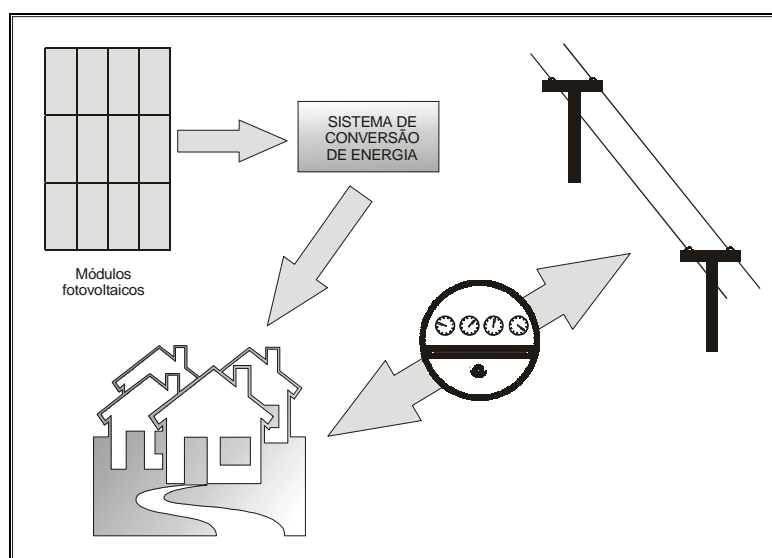 SISTEMA DE
CONVERSÃO
DE ENERGIA
Módulos
fotovoltaicos